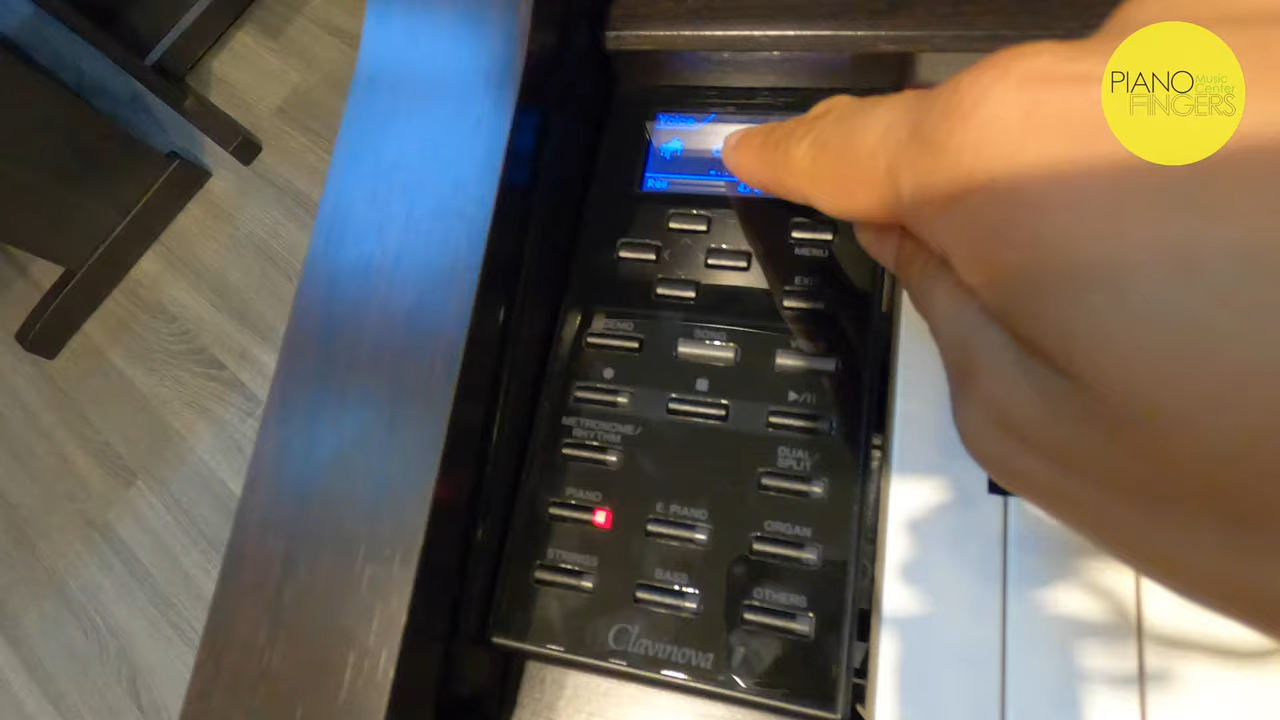 PIANO Music
Center
FINGERS
Voice
MENU
DEMO
SONG
METRONOME/
RHYTHM
DUAL/
SPLIT
PIANO
E. PIANO
ORGAN
STRINGS
BASS
OTHERS
Clavinova